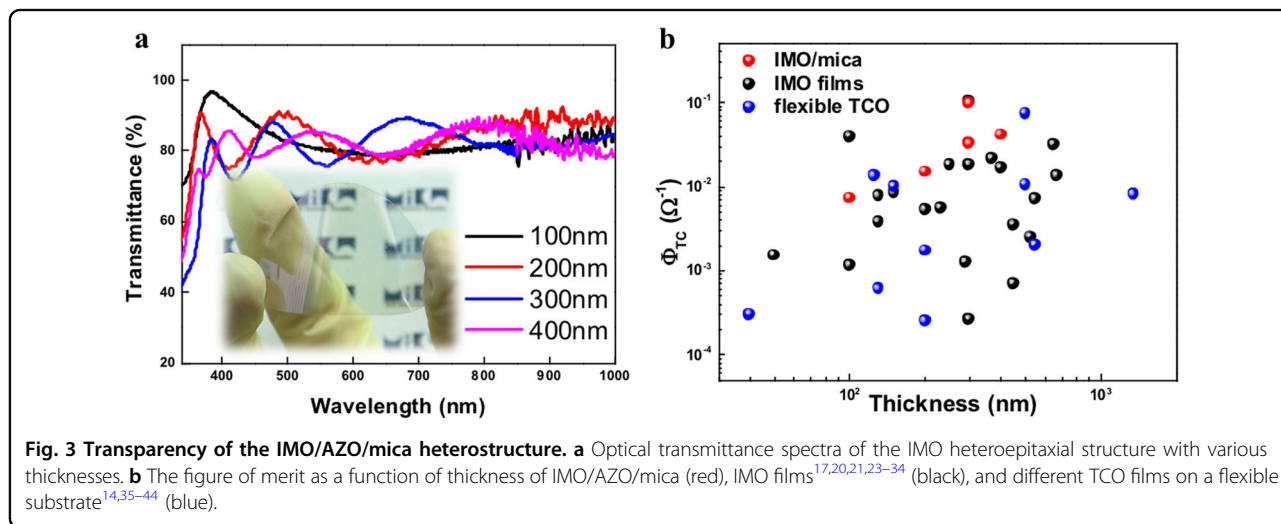 a
Transmittance (%)
100
80
60
40
20
400 500 600 700 800 900 1000
Wavelength (nm)
100nm
200nm
300nm
400nm
b
IMO/mica
IMO films
flexible TCO
Φ_TC (Ω⁻¹)
10⁻¹
10⁻²
10⁻³
10⁻⁴
10² 10³
Thickness (nm)
Fig. 3 Transparency of the IMO/AZO/mica heterostructure. a Optical transmittance spectra of the IMO heteroepitaxial structure with various
thicknesses. b The figure of merit as a function of thickness of IMO/AZO/mica (red), IMO films¹⁷,²⁰,²¹,²³⁻³⁴ (black), and different TCO films on a flexible
substrate¹⁴,³⁵⁻⁴⁴ (blue).